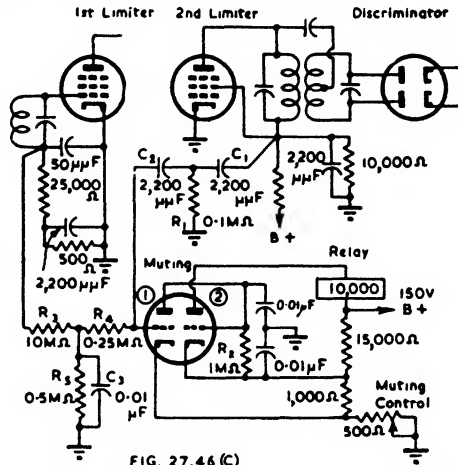 1st Limiter
2nd Limiter
Discriminator
50μμF
25,000
Ω
500
Ω
2,200μμF
C2
2,200
μμF
C1
2,200
μμF
R1
0·1MΩ
2,200
μμF
10,000Ω
B+
Relay
10,000
150V
B+
Muting
①
②
0·01μF
0·01μF
R2
1MΩ
15,000Ω
1,000Ω
Muting
Control
500Ω
R3
10MΩ
R4
0·25MΩ
R5
0·5MΩ
C3
0·01
μF
FIG. 27.46 (C)